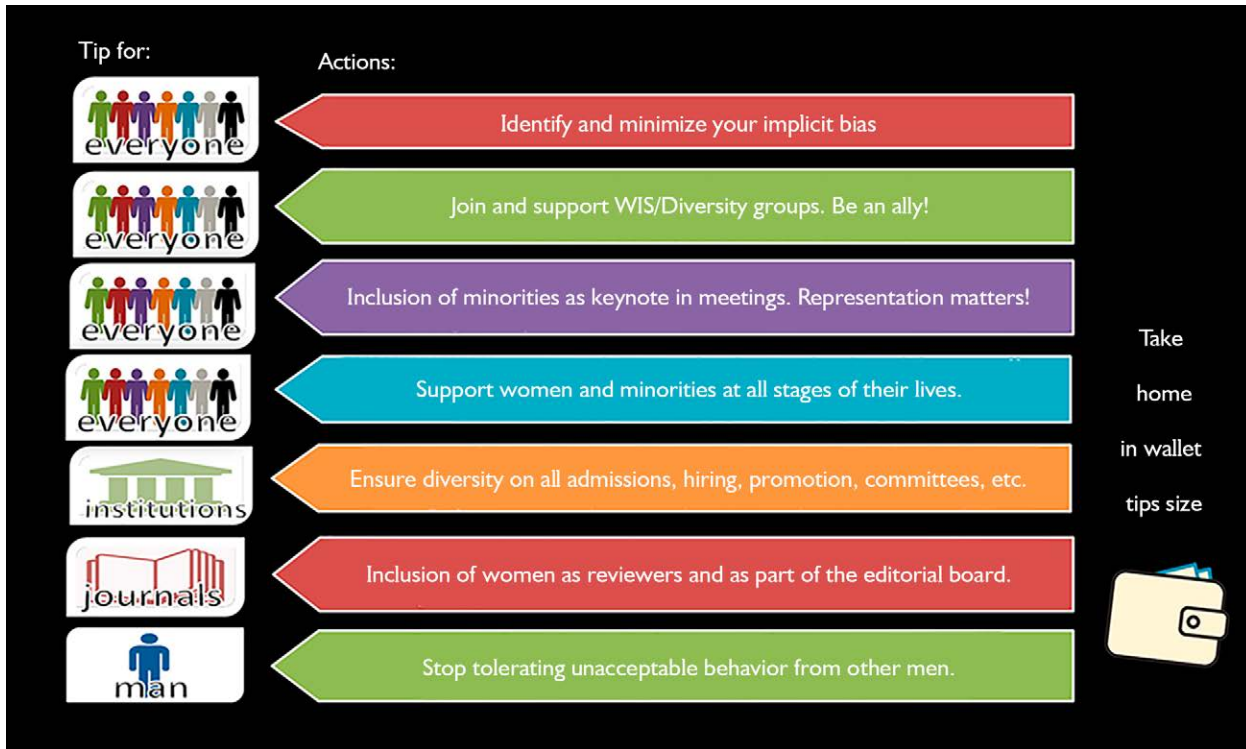 Tip for:
Actions:
everyone
Identify and minimize your implicit bias
everyone
Join and support WIS/Diversity groups. Be an ally!
everyone
Inclusion of minorities as keynote in meetings. Representation matters!
everyone
Support women and minorities at all stages of their lives.
institutions
Ensure diversity on all admissions, hiring, promotion, committees, etc.
journals
Inclusion of women as reviewers and as part of the editorial board.
man
Stop tolerating unacceptable behavior from other men.
Take
home
in wallet
tips size